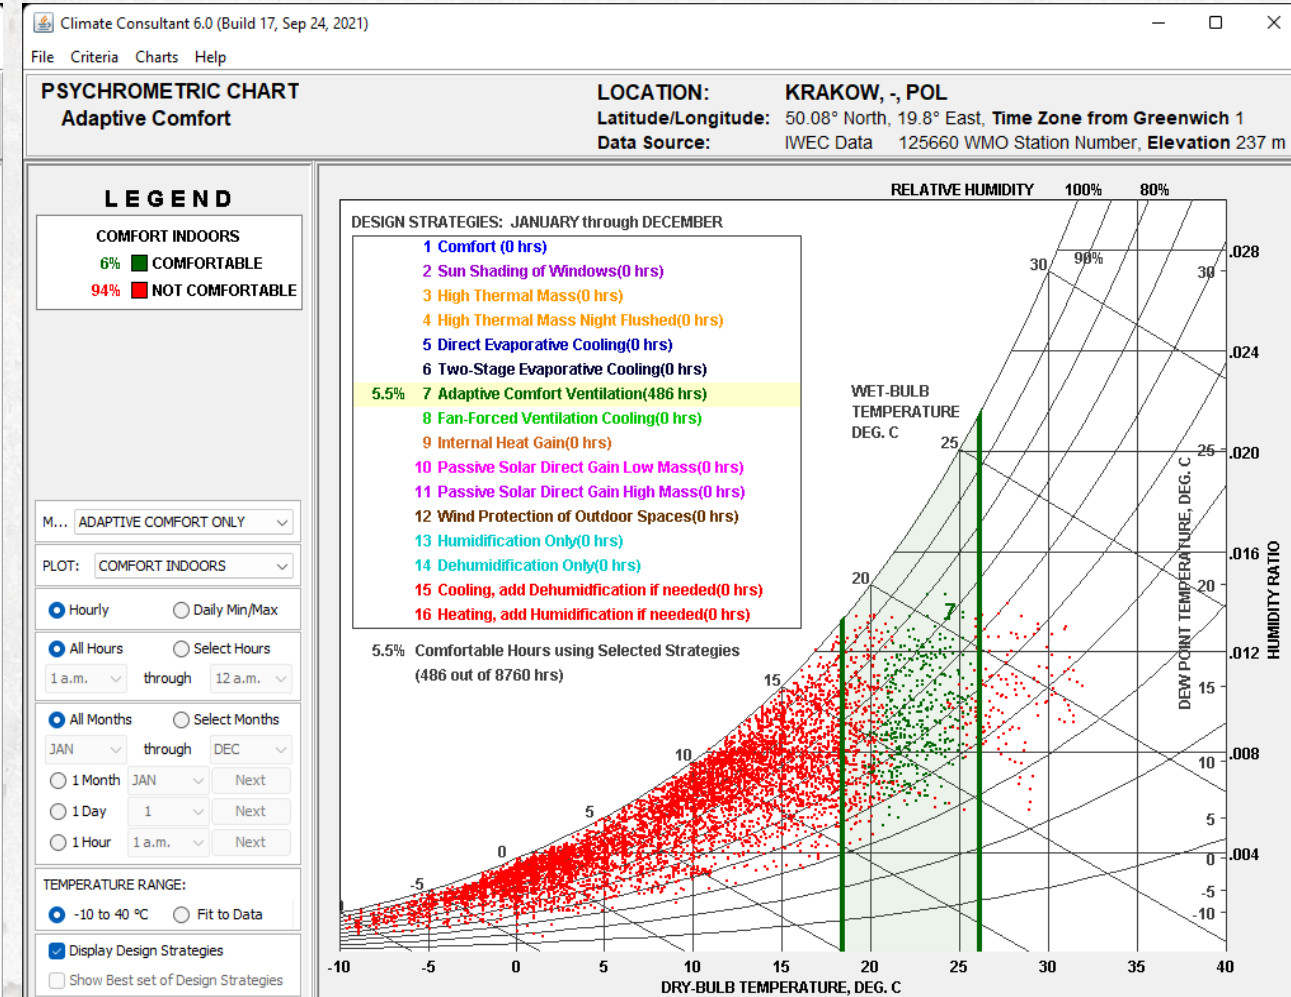 Climate Consultant 6.0 (Build 17, Sep 24, 2021)
File Criteria Charts Help
PSYCHROMETRIC CHART
Adaptive Comfort
LOCATION: KRAKOW, -, POL
Latitude/Longitude: 50.08° North, 19.8° East, Time Zone from Greenwich 1
Data Source: IWEC Data 125660 WMO Station Number, Elevation 237 m
LEGEND
COMFORT INDOORS
6% COMFORTABLE
94% NOT COMFORTABLE
M... ADAPTIVE COMFORT ONLY
PLOT: COMFORT INDOORS
Hourly Daily Min/Max
All Hours Select Hours
1 a.m. through 12 a.m.
All Months Select Months
JAN through DEC
1 Month JAN Next
1 Day 1 Next
1 Hour 1 a.m. Next
TEMPERATURE RANGE:
-10 to 40 °C Fit to Data
Display Design Strategies
Show Best set of Design Strategies
RELATIVE HUMIDITY 100% 80%
90%
DESIGN STRATEGIES: JANUARY through DECEMBER
1 Comfort (0 hrs)
2 Sun Shading of Windows(0 hrs)
3 High Thermal Mass(0 hrs)
4 High Thermal Mass Night Flushed(0 hrs)
5 Direct Evaporative Cooling(0 hrs)
6 Two-Stage Evaporative Cooling(0 hrs)
5.5% 7 Adaptive Comfort Ventilation(486 hrs)
8 Fan-Forced Ventilation Cooling(0 hrs)
9 Internal Heat Gain(0 hrs)
10 Passive Solar Direct Gain Low Mass(0 hrs)
11 Passive Solar Direct Gain High Mass(0 hrs)
12 Wind Protection of Outdoor Spaces(0 hrs)
13 Humidification Only(0 hrs)
14 Dehumidification Only(0 hrs)
15 Cooling, add Dehumidfication if needed(0 hrs)
16 Heating, add Humidification if needed(0 hrs)
5.5% Comfortable Hours using Selected Strategies
(486 out of 8760 hrs)
WET-BULB
TEMPERATURE
DEG. C
30
25
20
15
10
5
0
-5
7
30
25
20
15
10
5
0
-5
-10
DEW POINT TEMPERATURE, DEG. C
.028
.024
.020
.016
.012
.008
.004
HUMIDITY RATIO
-10 -5 0 5 10 15 20 25 30 35 40
DRY-BULB TEMPERATURE, DEG. C